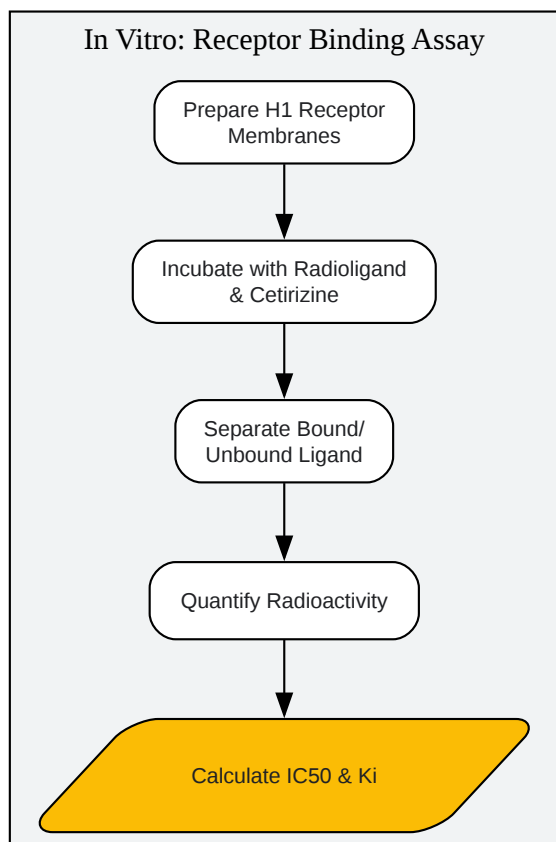 In Vitro: Receptor Binding Assay
Prepare H1 Receptor
Membranes
Incubate with Radioligand
& Cetirizine
Separate Bound/
Unbound Ligand
Quantify Radioactivity
Calculate IC50 & Ki